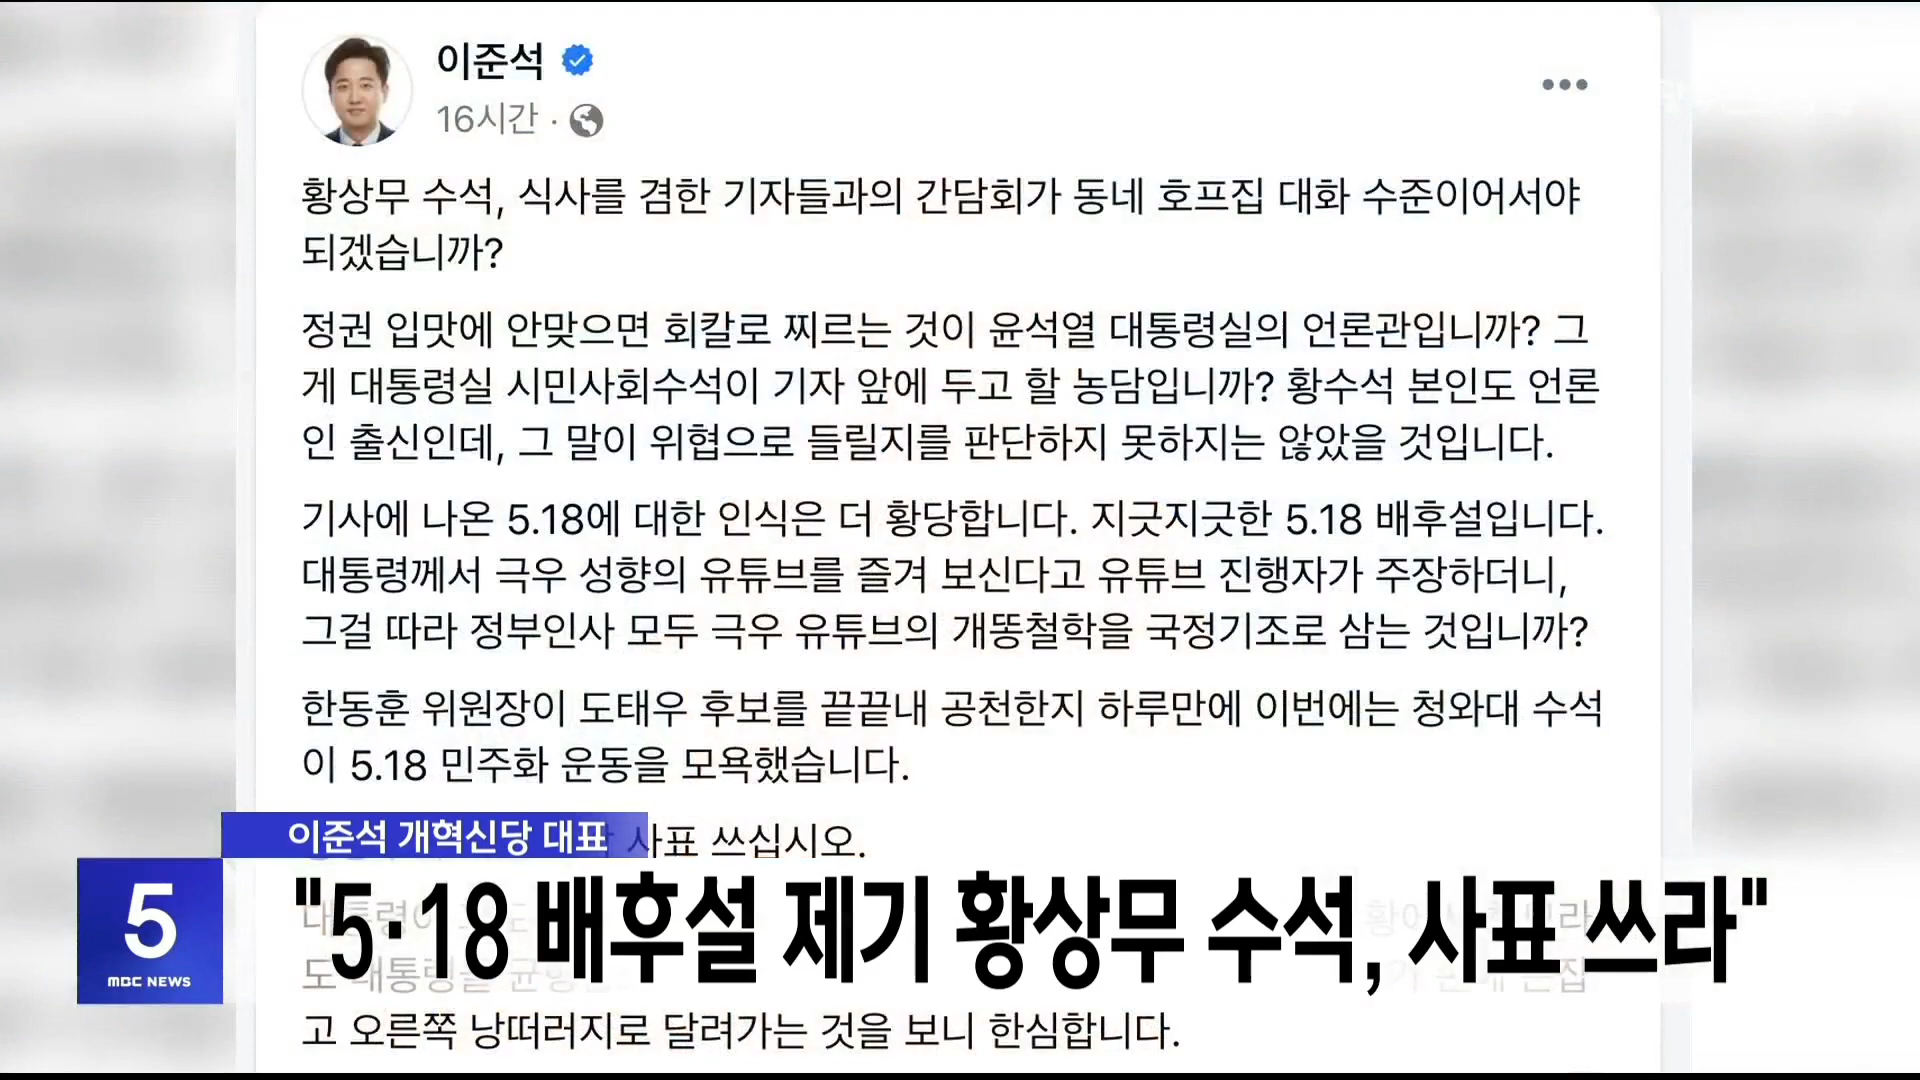 이준석
16시간 ·
황상무 수석, 식사를 겸한 기자들과의 간담회가 동네 호프집 대화 수준이어서야
되겠습니까?
정권 입맛에 안맞으면 회칼로 찌르는 것이 윤석열 대통령실의 언론관입니까? 그
게 대통령실 시민사회수석이 기자 앞에 두고 할 농담입니까? 황수석 본인도 언론
인 출신인데, 그 말이 위협으로 들릴지를 판단하지 못하지는 않았을 것입니다.
기사에 나온 5.18에 대한 인식은 더 황당합니다. 지긋지긋한 5.18 배후설입니다.
대통령께서 극우 성향의 유튜브를 즐겨 보신다고 유튜브 진행자가 주장하더니,
그걸 따라 정부인사 모두 극우 유튜브의 개똥철학을 국정기조로 삼는 것입니까?
한동훈 위원장이 도태우 후보를 끝끝내 공천한지 하루만에 이번에는 청와대 수석
이 5.18 민주화 운동을 모욕했습니다.
사표 쓰십시오.
이준석 개혁신당 대표
5
MBC NEWS
"5·18 배후설 제기 황상무 수석, 사표 쓰라"
도 대통령을
고 오른쪽 낭떠러지로 달려가는 것을 보니 한심합니다.